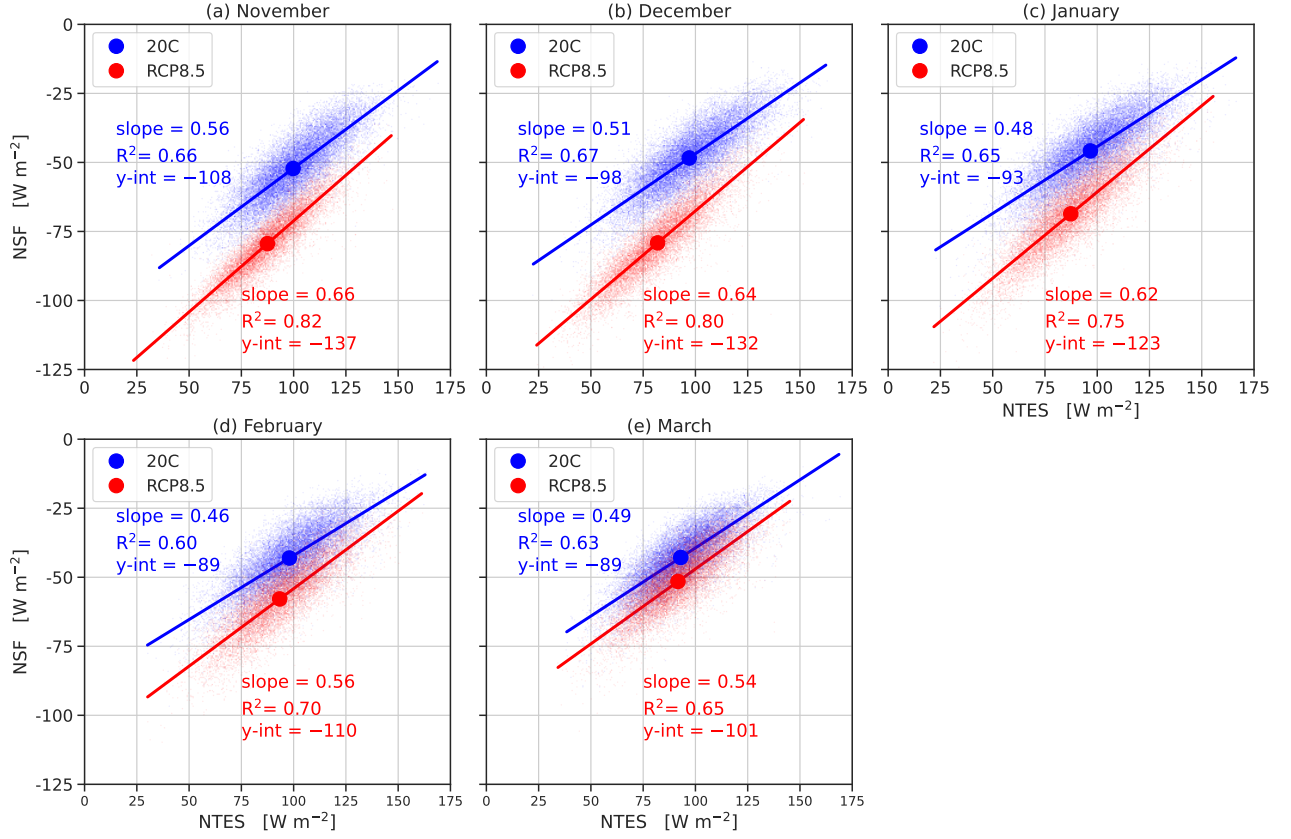 (a) November
(b) December
(c) January
0
-25
-50
-75
-100
-125
NSF [W m⁻²]
20C
RCP8.5
slope = 0.56
R²= 0.66
y-int = −108
slope = 0.66
R²= 0.82
y-int = −137
0 25 50 75 100 125 150 175
20C
RCP8.5
slope = 0.51
R²= 0.67
y-int = −98
slope = 0.64
R²= 0.80
y-int = −132
0 25 50 75 100 125 150 175
20C
RCP8.5
slope = 0.48
R²= 0.65
y-int = −93
slope = 0.62
R²= 0.75
y-int = −123
0 25 50 75 100 125 150 175
NTES [W m⁻²]
(d) February
(e) March
0
-25
-50
-75
-100
-125
NSF [W m⁻²]
20C
RCP8.5
slope = 0.46
R²= 0.60
y-int = −89
slope = 0.56
R²= 0.70
y-int = −110
0 25 50 75 100 125 150 175
NTES [W m⁻²]
20C
RCP8.5
slope = 0.49
R²= 0.63
y-int = −89
slope = 0.54
R²= 0.65
y-int = −101
0 25 50 75 100 125 150 175
NTES [W m⁻²]